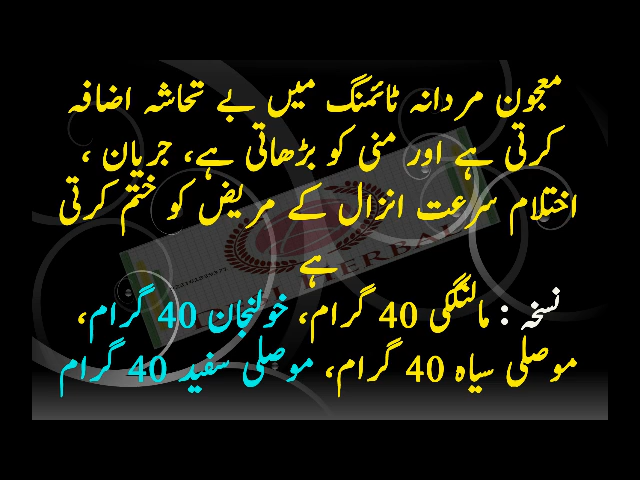 معجون مردانہ ٹائمنگ میں بے تحاشہ اضافہ
کرتی ہے اور منی کو بڑھاتی ہے، جریان ،
اختلام سرعت انزال کے مریض کو ختم کرتی
ہے
نسخہ : مالنگنی 40 گرام، خولنجان 40 گرام،
موصلی سیاہ 40 گرام، موصلی سفید 40 گرام
HERBAL